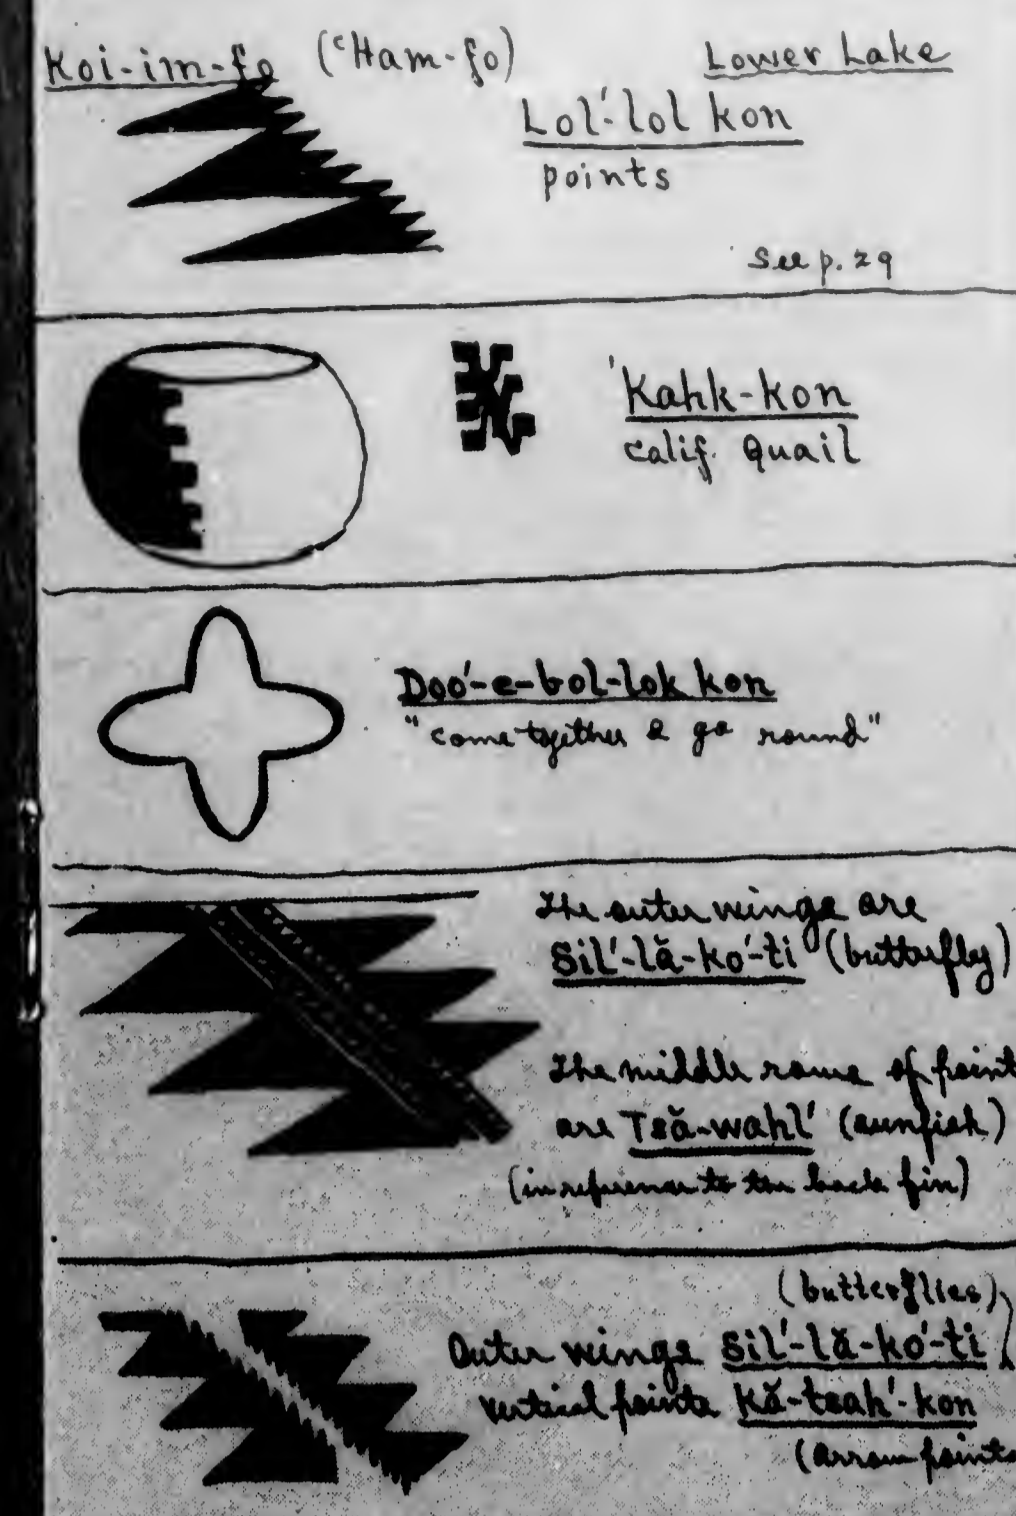 Koi-im-fo (ᶜHam-fo) Lower Lake
Lol'-lol kon
points
See p. 29
'Kahk-kon
Calif. Quail
Doo'-e-bol-lok kon
"come together & go round"
The outer wings are
Sil'-lă-ko'-ti (butterfly)
The middle rows of point
are Tsă-wahl' (sunfish)
(in reference to the back fin)
(butterflies)
Outer wings Sil'-lă-ko'-ti
vertical points Kă-tsah'-kon
(arrow points